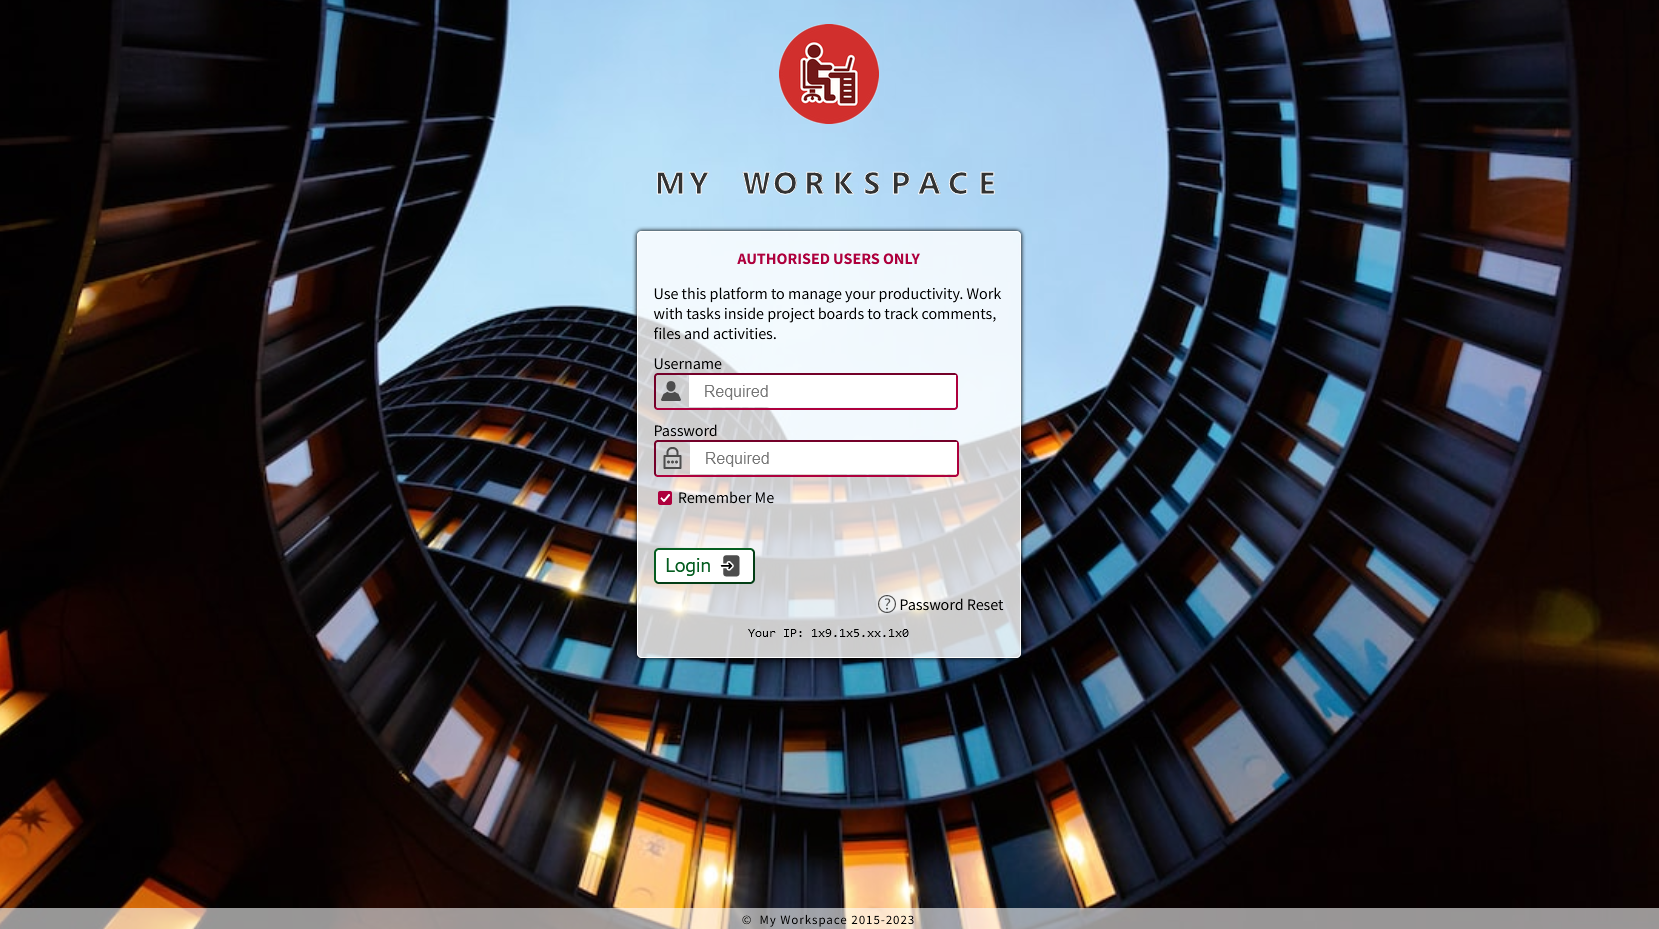 MY WORKSPACE
AUTHORISED USERS ONLY
Use this platform to manage your productivity. Work
with tasks inside project boards to track comments,
files and activities.
Username
Required
Password
Required
Remember Me
Login
? Password Reset
Your IP: 1x9.1x5.xx.1x0
© My Workspace 2015-2023